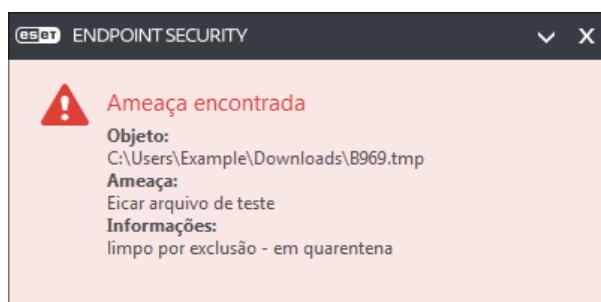 eset ENDPOINT SECURITY
Ameaça encontrada
Objeto:
C:\Users\Example\Downloads\B969.tmp
Ameaça:
Eicar arquivo de teste
Informações:
limpo por exclusão - em quarentena